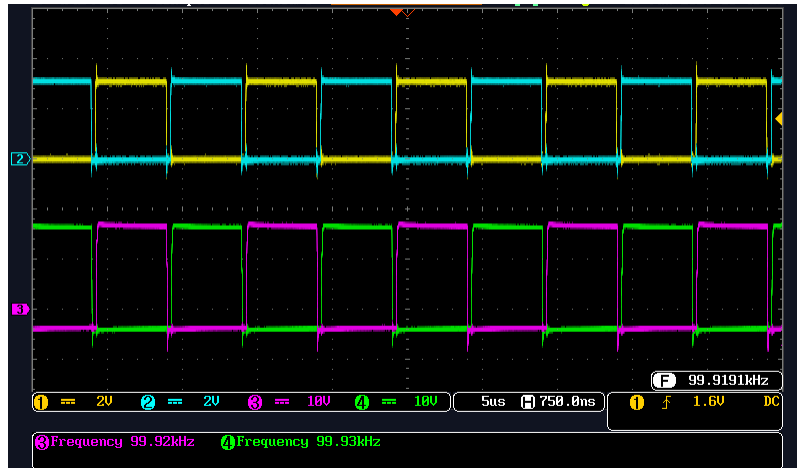 2
3
F 99.9191kHz
1 2V 2 2V 3 10V 4 10V 5us H 750.0ns 1 1.6V DC
3 Frequency 99.92kHz 4 Frequency 99.93kHz